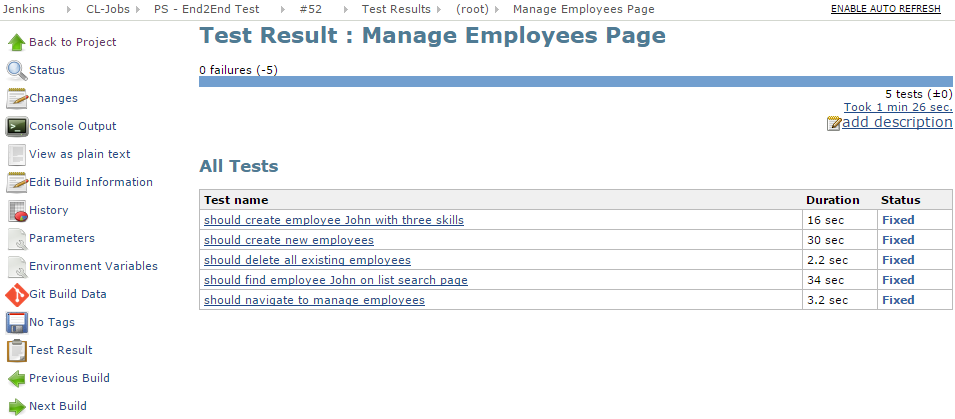 Jenkins CL-Jobs PS - End2End Test #52 Test Results (root) Manage Employees Page ENABLE AUTO REFRESH
Back to Project
Status
Changes
Console Output
View as plain text
Edit Build Information
History
Parameters
Environment Variables
Git Build Data
No Tags
Test Result
Previous Build
Next Build
Test Result : Manage Employees Page
0 failures (-5)
5 tests (±0)
Took 1 min 26 sec.
add description
All Tests
Test name Duration Status
should create employee John with three skills 16 sec Fixed
should create new employees 30 sec Fixed
should delete all existing employees 2.2 sec Fixed
should find employee John on list search page 34 sec Fixed
should navigate to manage employees 3.2 sec Fixed